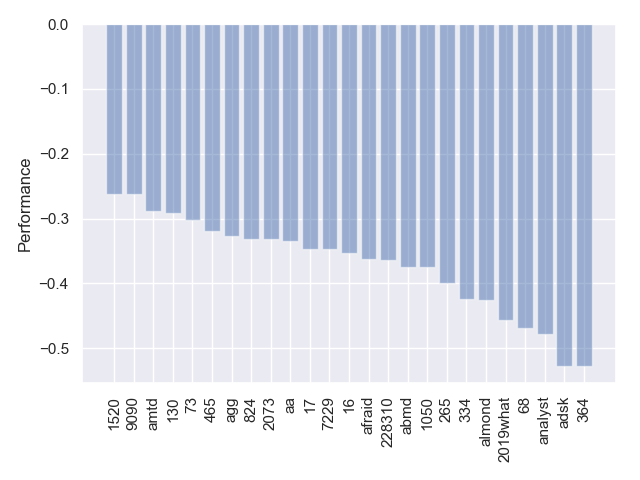 0.0
−0.1
−0.2
−0.3
−0.4
−0.5
Performance
1520
9090
amtd
130
73
465
agg
824
2073
aa
17
7229
16
afraid
228310
abmd
1050
265
334
almond
2019what
68
analyst
adsk
364